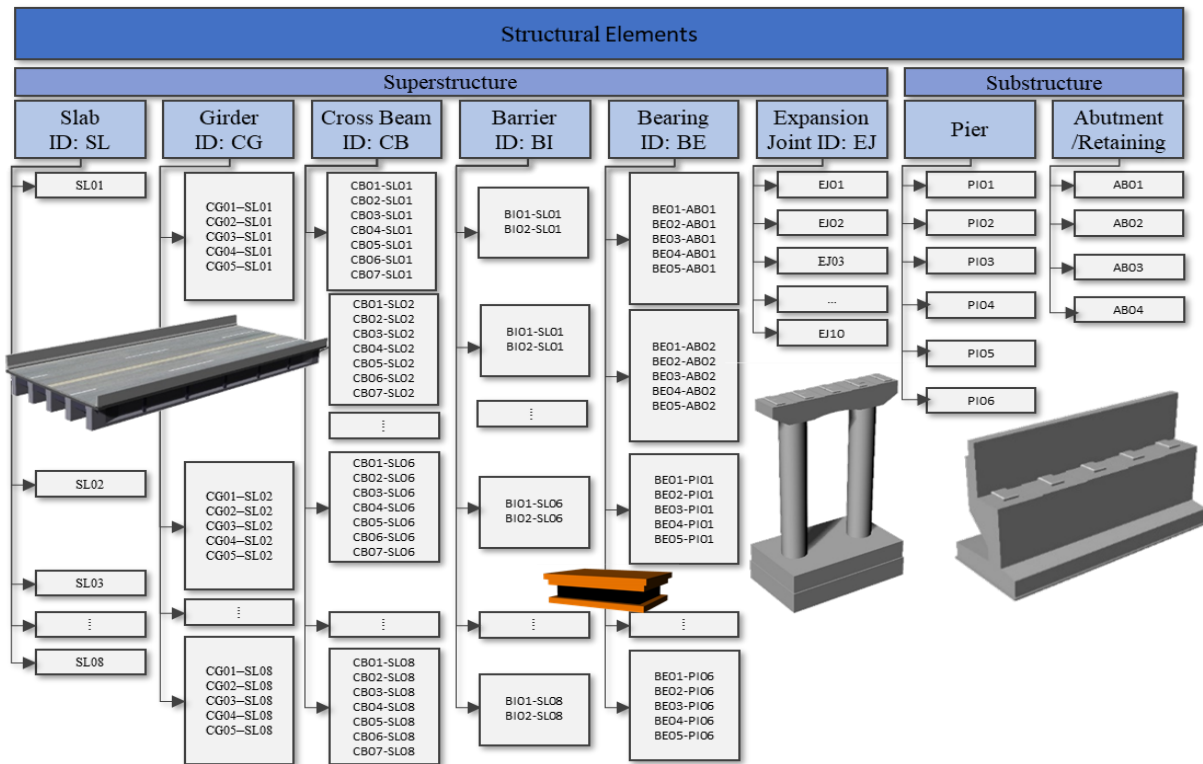 Structural Elements
Superstructure
Substructure
Slab
ID: SL
SL01
SL02
SL03
⋮
SL08
Girder
ID: CG
CG01–SL01
CG02–SL01
CG03–SL01
CG04–SL01
CG05–SL01
CG01–SL02
CG02–SL02
CG03–SL02
CG04–SL02
CG05–SL02
⋮
CG01–SL08
CG02–SL08
CG03–SL08
CG04–SL08
CG05–SL08
Cross Beam
ID: CB
CB01-SL01
CB02-SL01
CB03-SL01
CB04-SL01
CB05-SL01
CB06-SL01
CB07-SL01
CB01-SL02
CB02-SL02
CB03-SL02
CB04-SL02
CB05-SL02
CB06-SL02
CB07-SL02
⋮
CB01-SL06
CB02-SL06
CB03-SL06
CB04-SL06
CB05-SL06
CB06-SL06
CB07-SL06
⋮
CB01-SL08
CB02-SL08
CB03-SL08
CB04-SL08
CB05-SL08
CB06-SL08
CB07-SL08
Barrier
ID: BI
BI01-SL01
BI02-SL01
BI01-SL01
BI02-SL01
⋮
BI01-SL06
BI02-SL06
⋮
BI01-SL08
BI02-SL08
Bearing
ID: BE
BE01-AB01
BE02-AB01
BE03-AB01
BE04-AB01
BE05-AB01
BE01-AB02
BE02-AB02
BE03-AB02
BE04-AB02
BE05-AB02
BE01-PI01
BE02-PI01
BE03-PI01
BE04-PI01
BE05-PI01
⋮
BE01-PI06
BE02-PI06
BE03-PI06
BE04-PI06
BE05-PI06
Expansion
Joint ID: EJ
EJ01
EJ02
EJ03
...
EJ10
Pier
PI01
PI02
PI03
PI04
PI05
PI06
Abutment
/Retaining
AB01
AB02
AB03
AB04